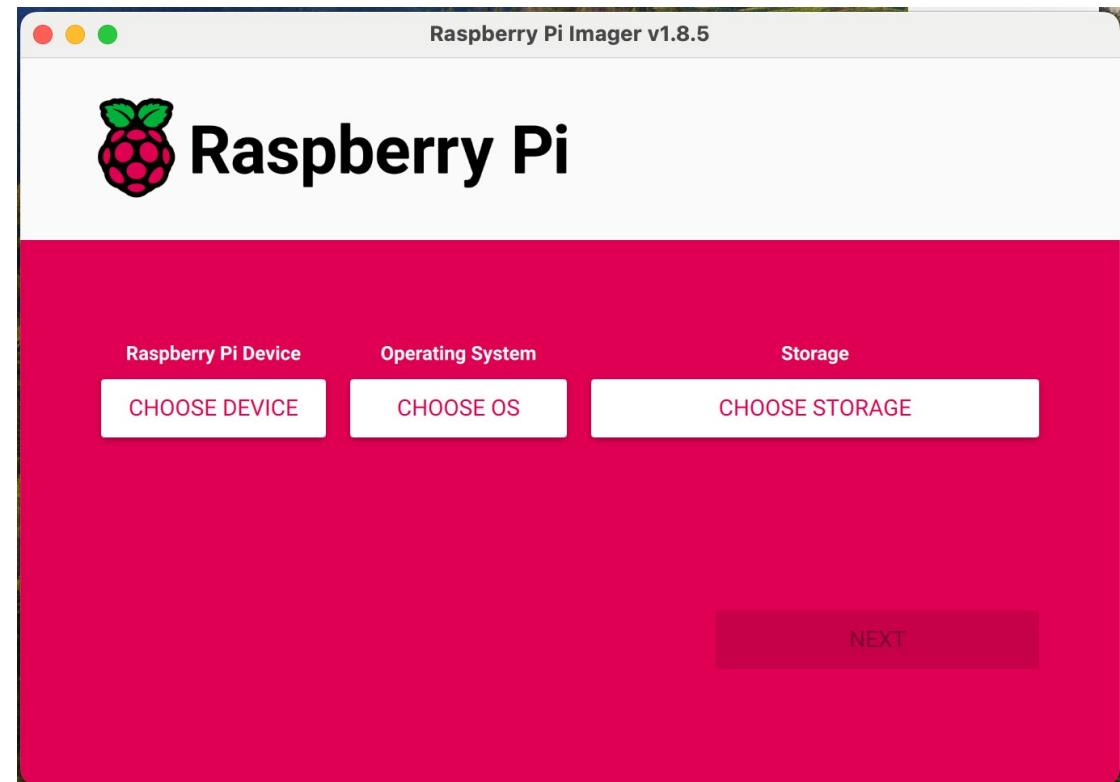 Raspberry Pi Imager v1.8.5
Raspberry Pi
Raspberry Pi Device Operating System Storage
CHOOSE DEVICE CHOOSE OS CHOOSE STORAGE
NEXT